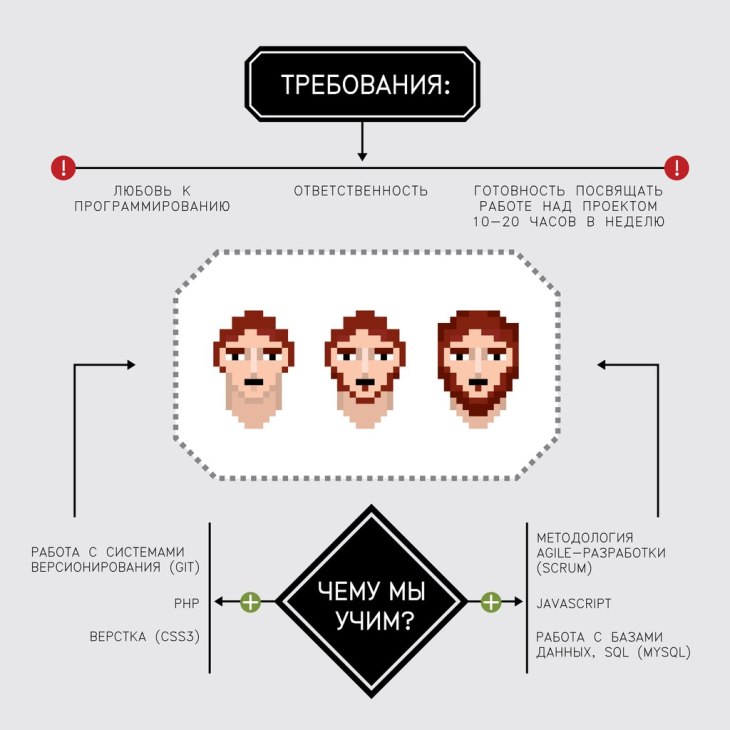 ТРЕБОВАНИЯ:
ЛЮБОВЬ К
ПРОГРАММИРОВАНИЮ
ОТВЕТСТВЕННОСТЬ
ГОТОВНОСТЬ ПОСВЯЩАТЬ
РАБОТЕ НАД ПРОЕКТОМ
10—20 ЧАСОВ В НЕДЕЛЮ
ЧЕМУ МЫ
УЧИМ?
РАБОТА С СИСТЕМАМИ
ВЕРСИОНИРОВАНИЯ (GIT)
PHP
ВЕРСТКА (CSS3)
МЕТОДОЛОГИЯ
AGILE—РАЗРАБОТКИ
(SCRUM)
JAVASCRIPT
РАБОТА С БАЗАМИ
ДАННЫХ, SQL (MYSQL)